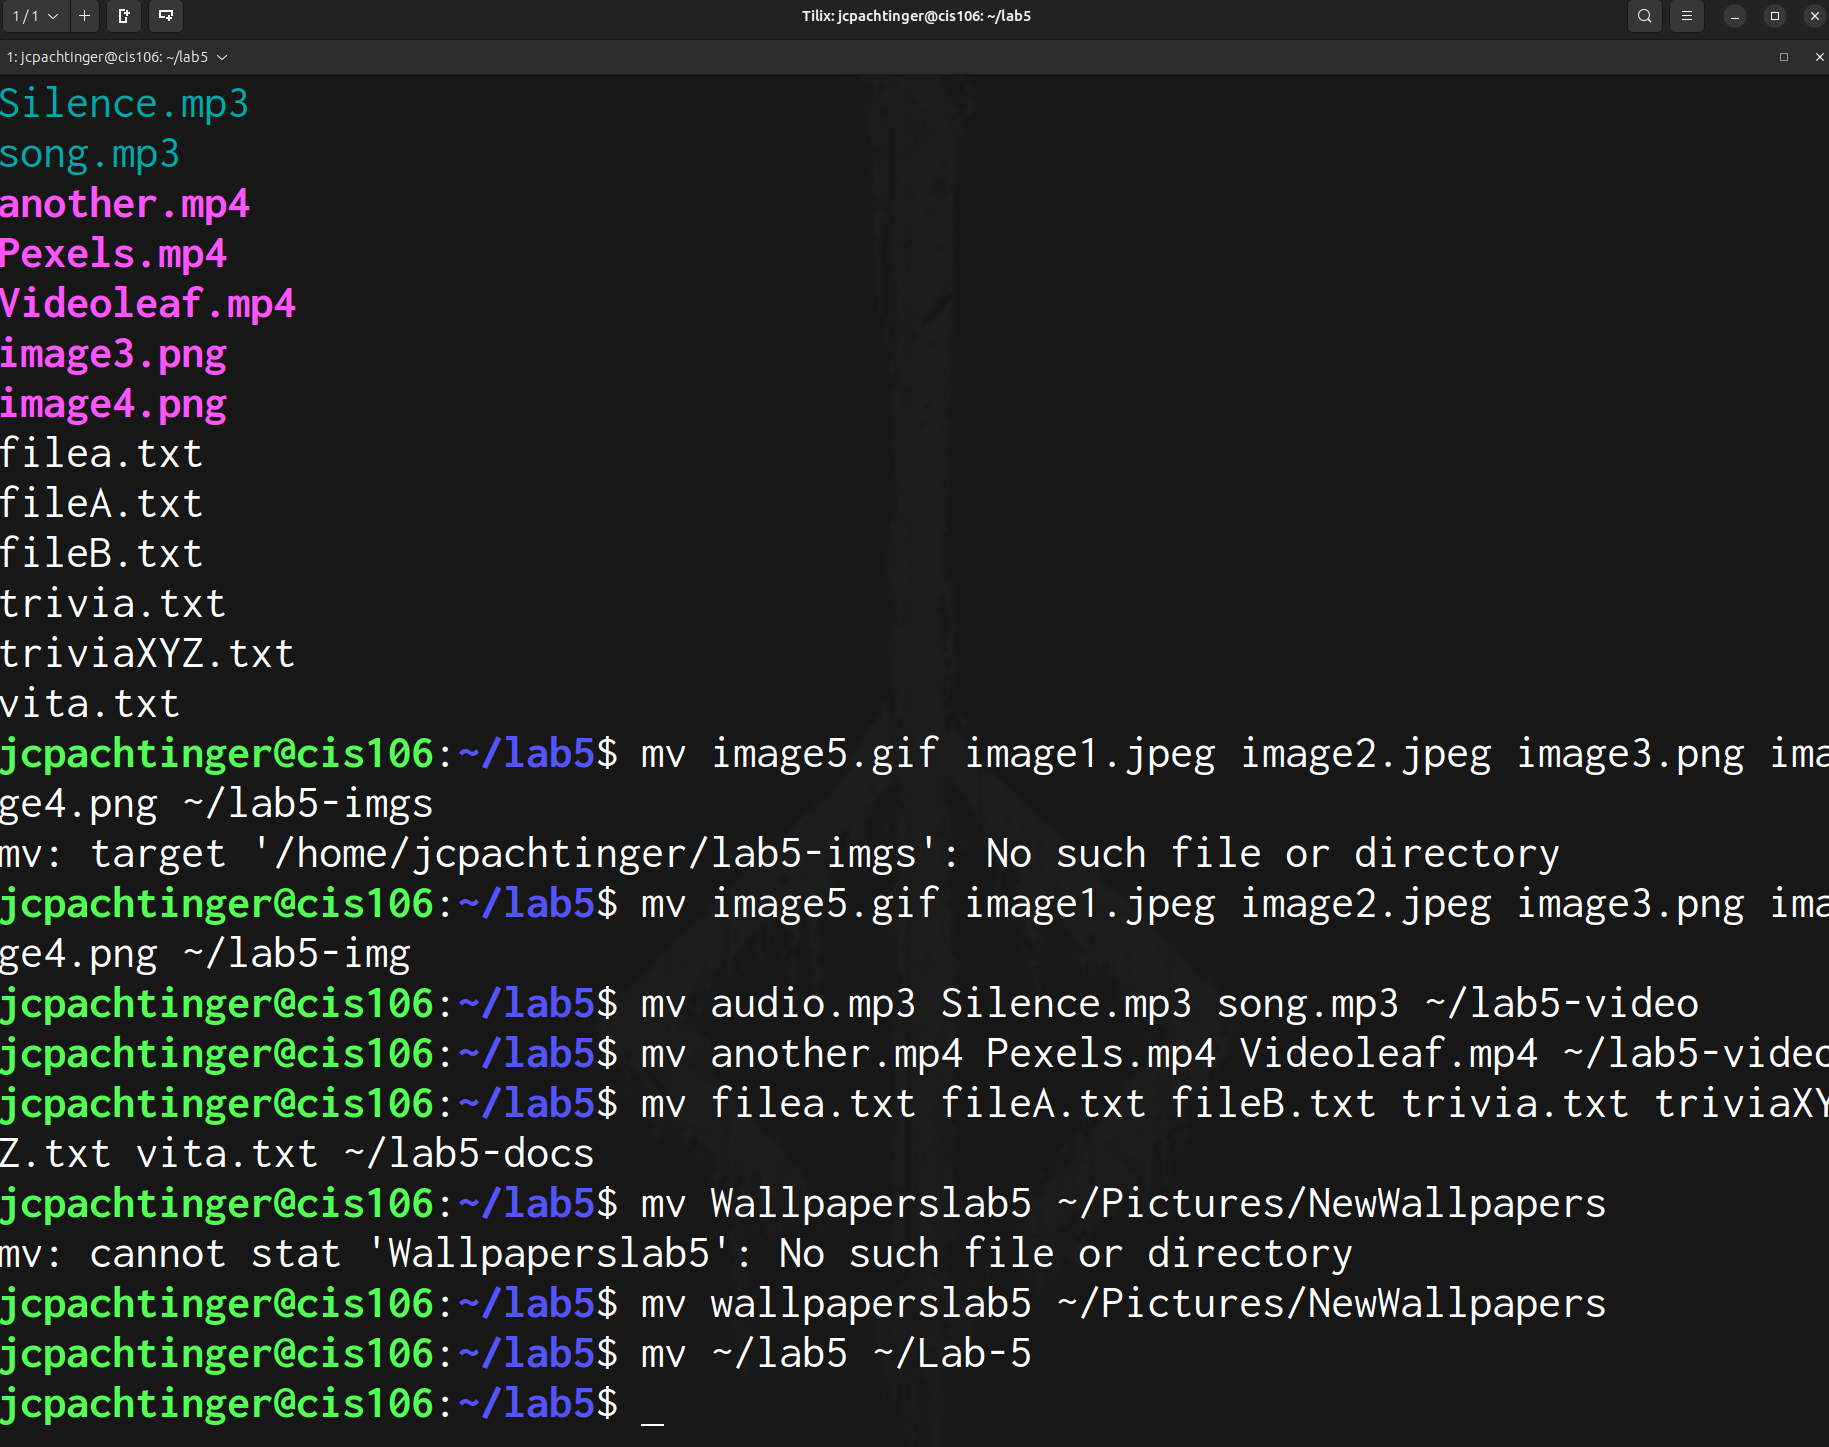 1 / 1
Tilix: jcpachtinger@cis106: ~/lab5
1: jcpachtinger@cis106: ~/lab5
Silence.mp3
song.mp3
another.mp4
Pexels.mp4
Videoleaf.mp4
image3.png
image4.png
filea.txt
fileA.txt
fileB.txt
trivia.txt
triviaXYZ.txt
vita.txt
jcpachtinger@cis106:~/lab5$ mv image5.gif image1.jpeg image2.jpeg image3.png ima
ge4.png ~/lab5-imgs
mv: target '/home/jcpachtinger/lab5-imgs': No such file or directory
jcpachtinger@cis106:~/lab5$ mv image5.gif image1.jpeg image2.jpeg image3.png ima
ge4.png ~/lab5-img
jcpachtinger@cis106:~/lab5$ mv audio.mp3 Silence.mp3 song.mp3 ~/lab5-video
jcpachtinger@cis106:~/lab5$ mv another.mp4 Pexels.mp4 Videoleaf.mp4 ~/lab5-video
jcpachtinger@cis106:~/lab5$ mv filea.txt fileA.txt fileB.txt trivia.txt triviaXY
Z.txt vita.txt ~/lab5-docs
jcpachtinger@cis106:~/lab5$ mv Wallpaperslab5 ~/Pictures/NewWallpapers
mv: cannot stat 'Wallpaperslab5': No such file or directory
jcpachtinger@cis106:~/lab5$ mv wallpaperslab5 ~/Pictures/NewWallpapers
jcpachtinger@cis106:~/lab5$ mv ~/lab5 ~/Lab-5
jcpachtinger@cis106:~/lab5$ _